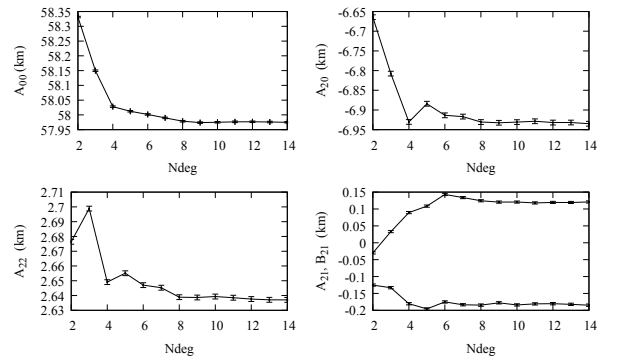 58.35
58.3
58.25
58.2
58.15
58.1
58.05
58
57.95
A00 (km)
2 4 6 8 10 12 14
Ndeg
-6.65
-6.7
-6.75
-6.8
-6.85
-6.9
-6.95
A20 (km)
2 4 6 8 10 12 14
Ndeg
2.71
2.7
2.69
2.68
2.67
2.66
2.65
2.64
2.63
A22 (km)
2 4 6 8 10 12 14
Ndeg
0.15
0.1
0.05
0
-0.05
-0.1
-0.15
-0.2
A21, B21 (km)
2 4 6 8 10 12 14
Ndeg